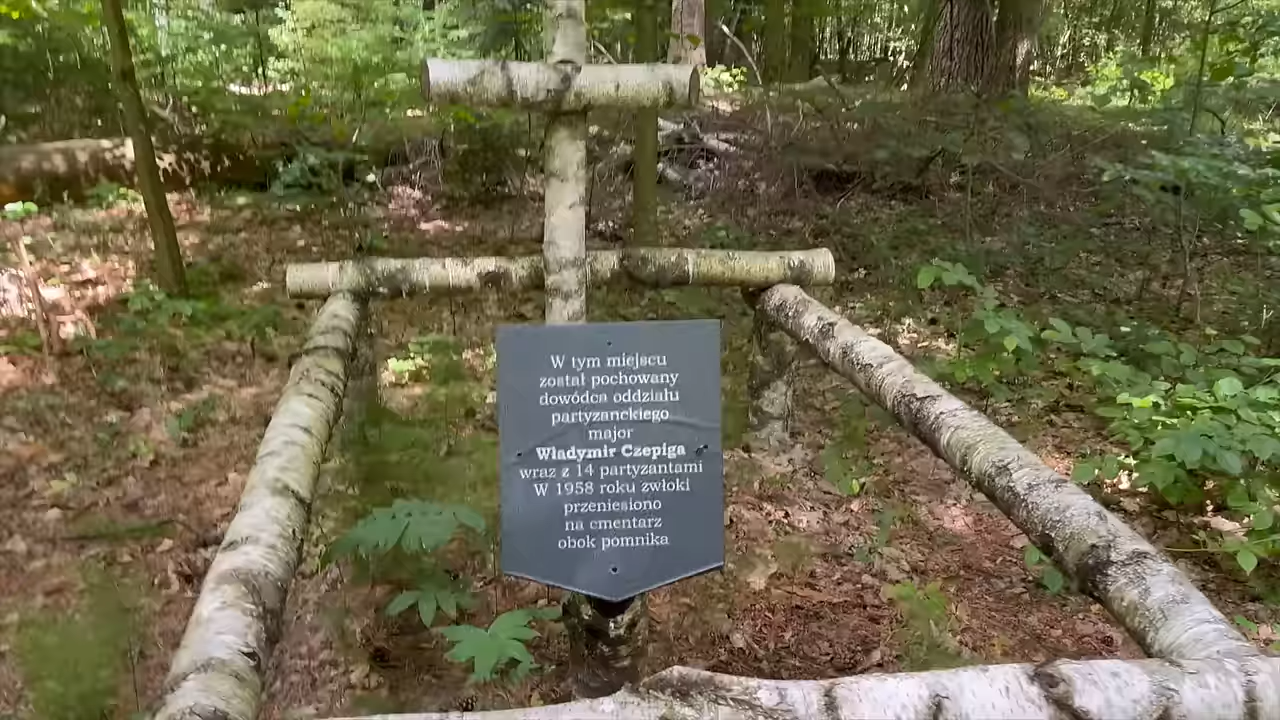 W tym miejscu
został pochowany
dowódca oddziału
partyzanckiego
major
Władymir Czepiga
wraz z 14 partyzantami
W 1958 roku zwłoki
przeniesiono
na cmentarz
obok pomnika